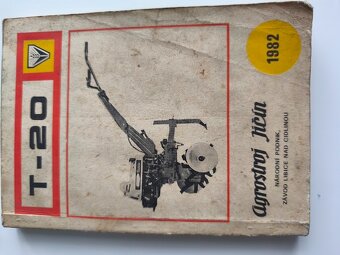 T-20
1982
Agrostroj Jičín
NÁRODNÍ PODNIK,
ZÁVOD LIBICE NAD CIDLINOU